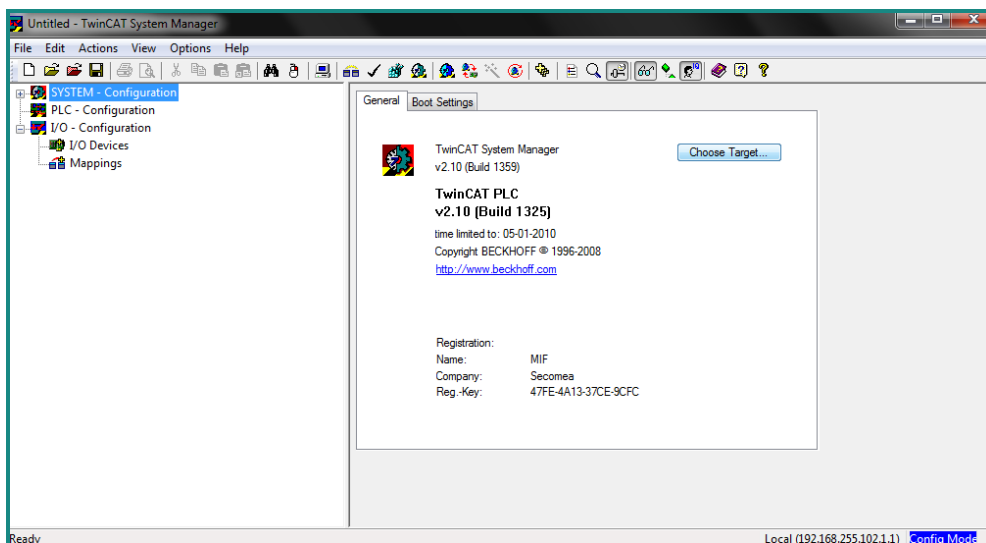 Untitled - TwinCAT System Manager
File Edit Actions View Options Help
SYSTEM - Configuration
PLC - Configuration
I/O - Configuration
I/O Devices
Mappings
General Boot Settings
TwinCAT System Manager
v2.10 (Build 1359)
Choose Target...
TwinCAT PLC
v2.10 (Build 1325)
time limited to: 05-01-2010
Copyright BECKHOFF © 1996-2008
http://www.beckhoff.com
Registration:
Name: MIF
Company: Secomea
Reg.-Key: 47FE-4A13-37CE-9CFC
Ready Local (192.168.255.102.1.1) Config Mode